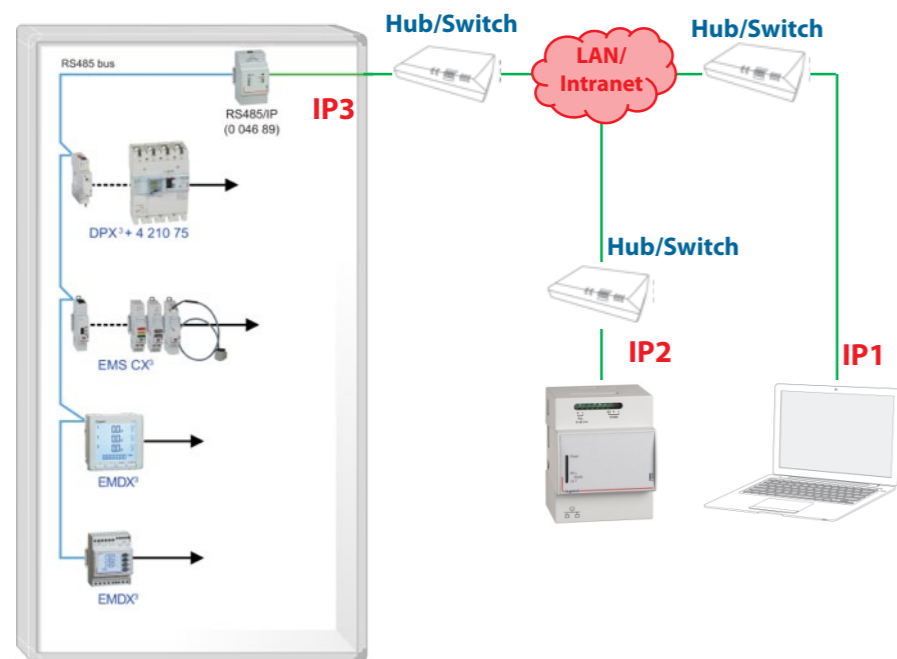 Hub/Switch
Hub/Switch
LAN/
Intranet
RS485 bus
IP3
RS485/IP
(0 046 89)
DPX³ + 4 210 75
Hub/Switch
EMS CX³
IP2
IP1
EMDX³
EMDX³